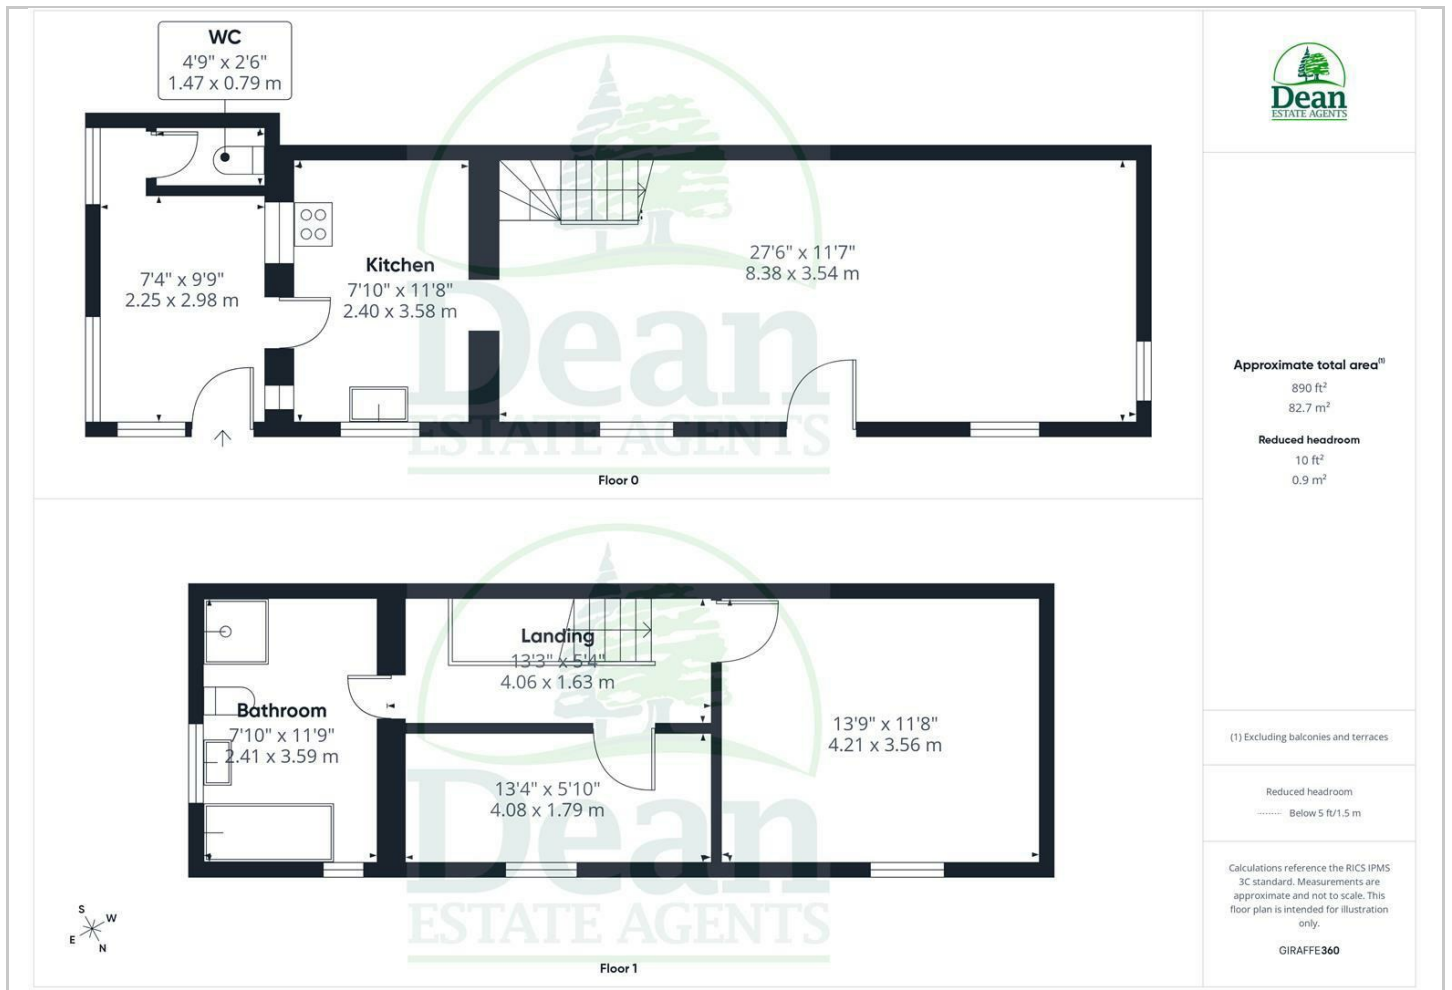 WC
4'9" x 2'6"
1.47 x 0.79 m
7'4" x 9'9"
2.25 x 2.98 m
Kitchen
7'10" x 11'8"
2.40 x 3.58 m
27'6" x 11'7"
8.38 x 3.54 m
Dean
ESTATE AGENTS
Floor 0
Landing
13'3" x 5'4"
4.06 x 1.63 m
Bathroom
7'10" x 11'9"
2.41 x 3.59 m
13'4" x 5'10"
4.08 x 1.79 m
13'9" x 11'8"
4.21 x 3.56 m
Dean
ESTATE AGENTS
S
W
E
N
Floor 1
Dean
ESTATE AGENTS
Approximate total area(1)
890 ft²
82.7 m²
Reduced headroom
10 ft²
0.9 m²
(1) Excluding balconies and terraces
Reduced headroom
Below 5 ft/1.5 m
Calculations reference the RICS IPMS
3C standard. Measurements are
approximate and not to scale. This
floor plan is intended for illustration
only.
GIRAFFE360